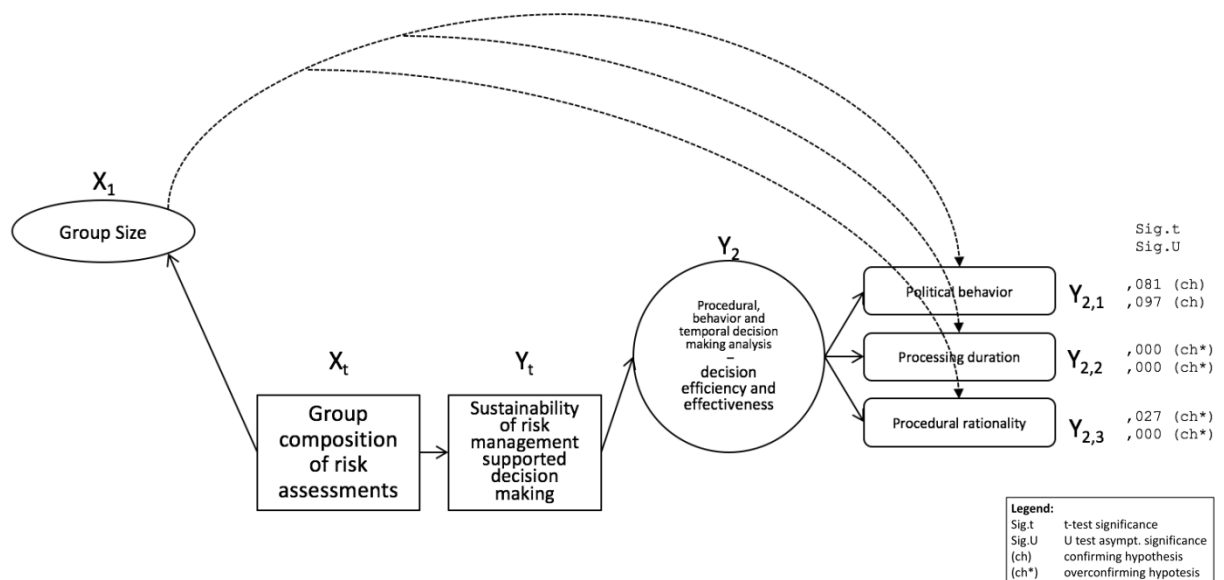 X1
Group Size
Xt
Group
composition
of risk
assessments
Yt
Sustainability
of risk
management
supported
decision
making
Y2
Procedural,
behavior and
temporal decision
making analysis
–
decision
efficiency and
effectiveness
Sig.t
Sig.U
Political behavior
Y2,1
,081 (ch)
,097 (ch)
Processing duration
Y2,2
,000 (ch*)
,000 (ch*)
Procedural rationality
Y2,3
,027 (ch*)
,000 (ch*)
Legend:
Sig.t t-test significance
Sig.U U test asympt. significance
(ch) confirming hypothesis
(ch*) overconfirming hypotesis